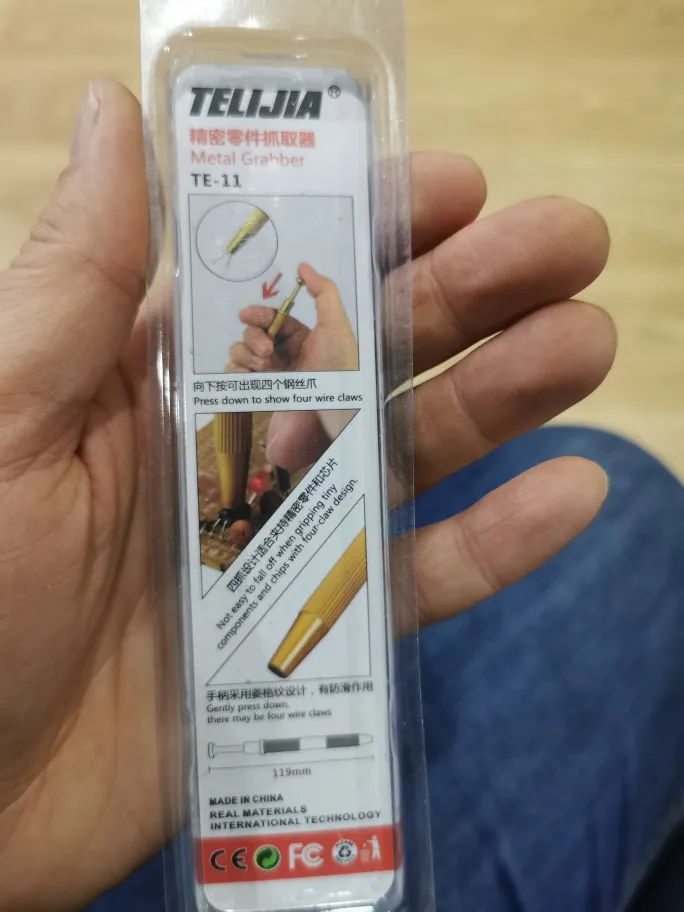 TELIJIA®
精密零件抓取器
Metal Grabber
TE-11
向下按可出现四个钢丝爪
Press down to show four wire claws
四抓设计适合夹持精密零件和芯片
Not easy to fall off when gripping tiny
components and chips with four-claw design.
手柄采用菱格纹设计，有防滑作用
Gently press down,
there may be four wire claws
119mm
MADE IN CHINA
REAL MATERIALS
INTERNATIONAL TECHNOLOGY
CE FC